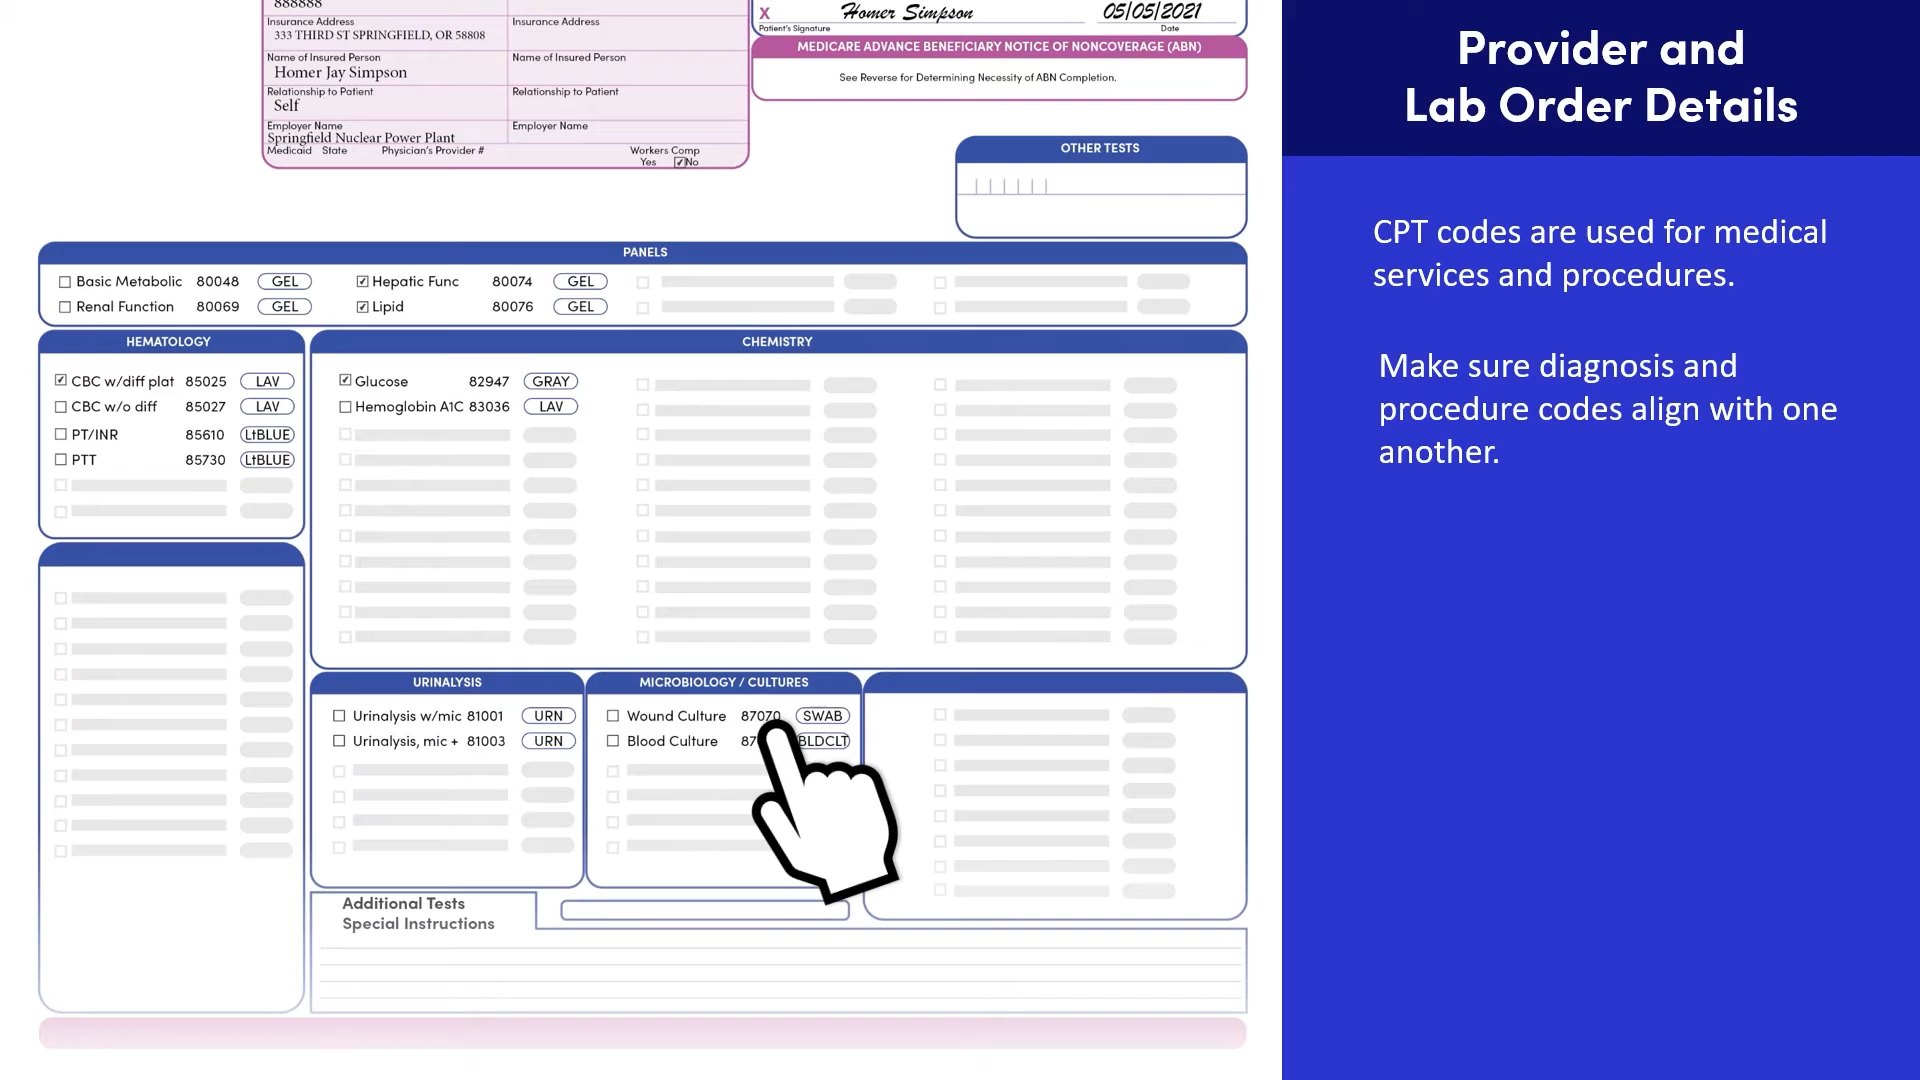 888888
Insurance Address
Insurance Address
333 THIRD ST SPRINGFIELD, OR 58808
Name of Insured Person
Name of Insured Person
Homer Jay Simpson
Relationship to Patient
Relationship to Patient
Self
Employer Name
Employer Name
Springfield Nuclear Power Plant
Medicaid State Physician's Provider # Workers Comp
Yes ☑No
X Homer Simpson 05/05/2021
Patient's Signature Date
MEDICARE ADVANCE BENEFICIARY NOTICE OF NONCOVERAGE (ABN)
See Reverse for Determining Necessity of ABN Completion.
OTHER TESTS
PANELS
☐ Basic Metabolic 80048 GEL ☑ Hepatic Func 80074 GEL
☐ Renal Function 80069 GEL ☑ Lipid 80076 GEL
HEMATOLOGY
☑ CBC w/diff plat 85025 LAV
☐ CBC w/o diff 85027 LAV
☐ PT/INR 85610 LtBLUE
☐ PTT 85730 LtBLUE
CHEMISTRY
☑ Glucose 82947 GRAY
☐ Hemoglobin A1C 83036 LAV
URINALYSIS
☐ Urinalysis w/mic 81001 URN
☐ Urinalysis, mic + 81003 URN
MICROBIOLOGY / CULTURES
☐ Wound Culture 87070 SWAB
☐ Blood Culture 87 BLDCLT
Additional Tests
Special Instructions
Provider and
Lab Order Details
CPT codes are used for medical
services and procedures.
Make sure diagnosis and
procedure codes align with one
another.